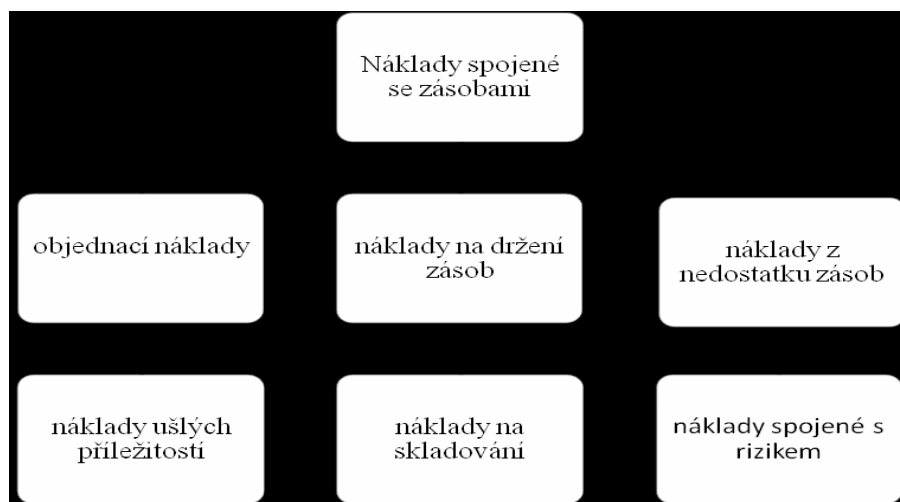 Náklady spojené
se zásobami
objednací náklady
náklady na držení
zásob
náklady z
nedostatku zásob
náklady ušlých
příležitostí
náklady na
skladování
náklady spojené s
rizikem